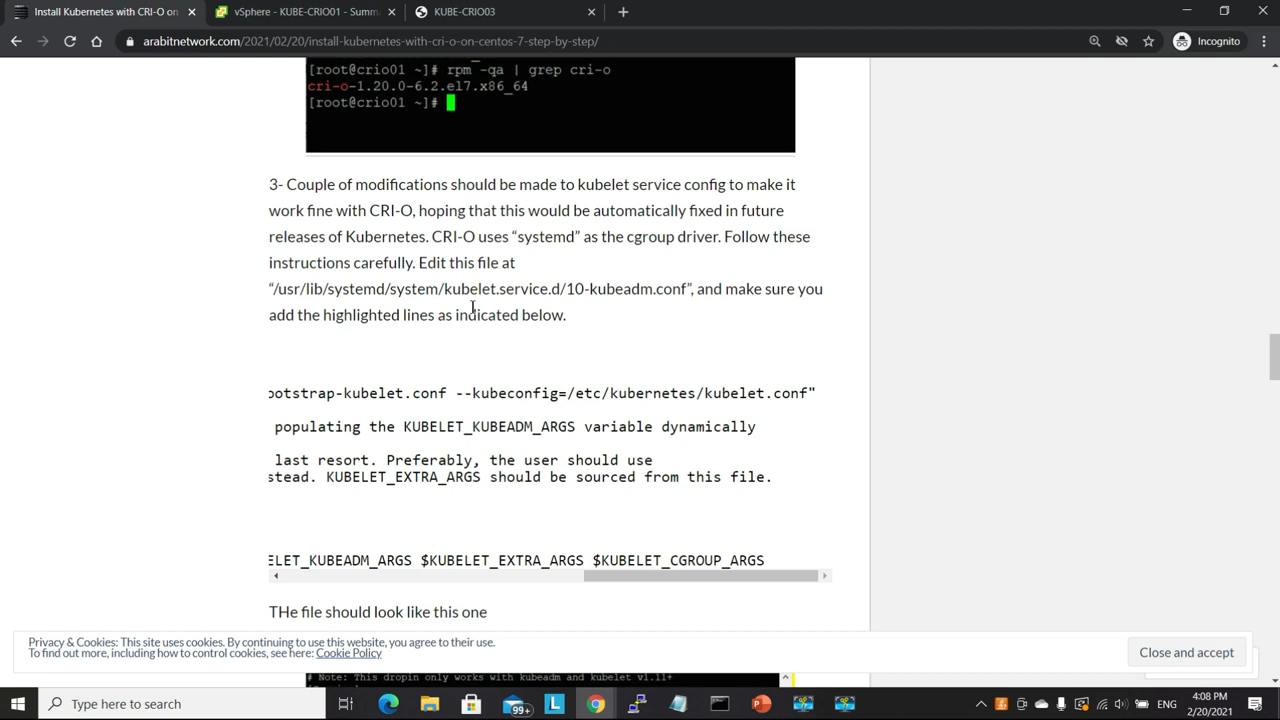 Install Kubernetes with CRI-O on
vSphere - KUBE-CRIO01 - Summ
KUBE-CRIO03
arabitnetwork.com/2021/02/20/install-kubernetes-with-cri-o-on-centos-7-step-by-step/
Incognito
[root@crio01 ~]# rpm -qa | grep cri-o
cri-o-1.20.0-6.2.el7.x86_64
[root@crio01 ~]#
3- Couple of modifications should be made to kubelet service config to make it
work fine with CRI-O, hoping that this would be automatically fixed in future
releases of Kubernetes. CRI-O uses “systemd” as the cgroup driver. Follow these
instructions carefully. Edit this file at
“/usr/lib/systemd/system/kubelet.service.d/10-kubeadm.conf”, and make sure you
add the highlighted lines as indicated below.
ootstrap-kubelet.conf --kubeconfig=/etc/kubernetes/kubelet.conf"
populating the KUBELET_KUBEADM_ARGS variable dynamically
last resort. Preferably, the user should use
stead. KUBELET_EXTRA_ARGS should be sourced from this file.
ELET_KUBEADM_ARGS $KUBELET_EXTRA_ARGS $KUBELET_CGROUP_ARGS
THe file should look like this one
Privacy & Cookies: This site uses cookies. By continuing to use this website, you agree to their use.
To find out more, including how to control cookies, see here: Cookie Policy
Close and accept
# Note: This dropin only works with kubeadm and kubelet v1.11+
Type here to search
99+
ENG
4:08 PM
2/20/2021